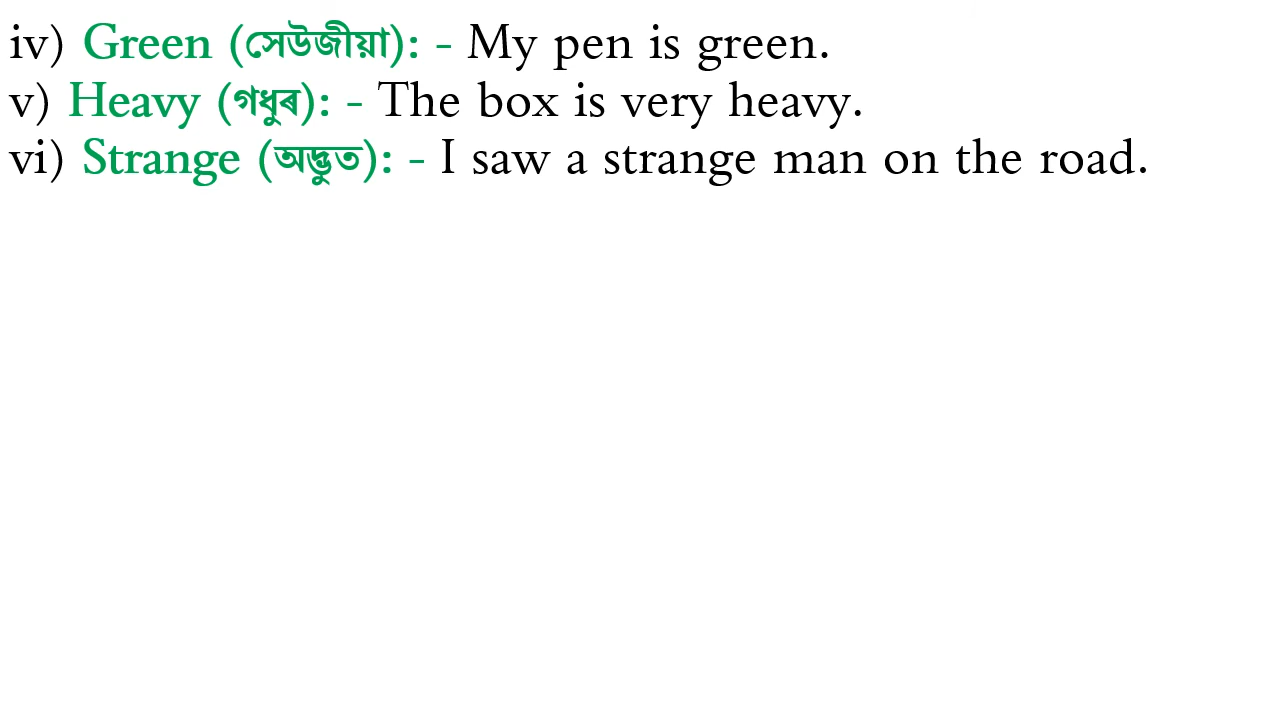 iv) Green (সেউজীয়া): - My pen is green.
v) Heavy (গধুৰ): - The box is very heavy.
vi) Strange (অদ্ভুত): - I saw a strange man on the road.